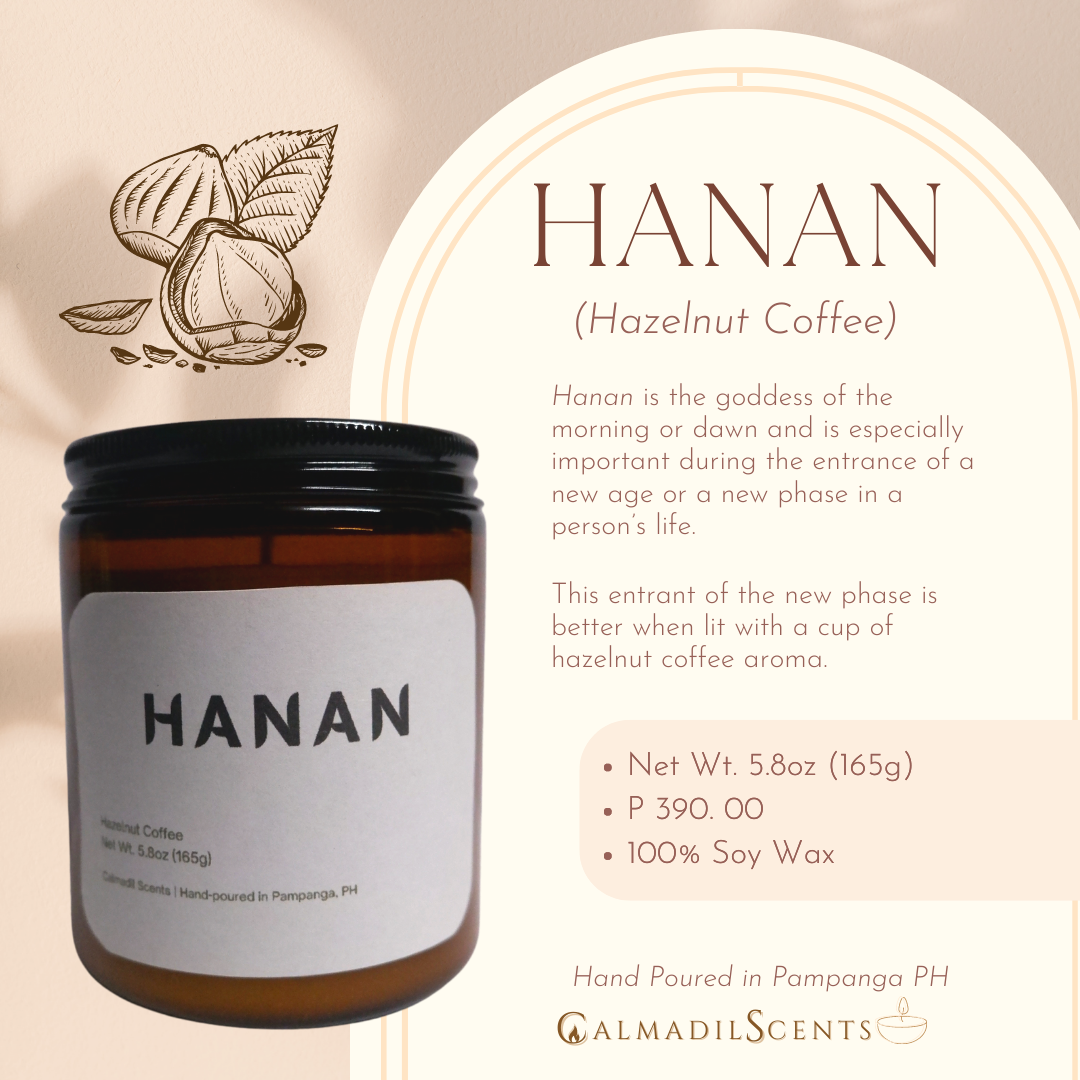 HANAN
(Hazelnut Coffee)
Hanan is the goddess of the
morning or dawn and is especially
important during the entrance of a
new age or a new phase in a
person's life.
This entrant of the new phase is
better when lit with a cup of
hazelnut coffee aroma.
• Net Wt. 5.8oz (165g)
• P 390. 00
• 100% Soy Wax
Hand Poured in Pampanga PH
CALMADILSCENTS
HANAN
Hazelnut Coffee
Net Wt. 5.8oz (165g)
Calmadil Scents | Hand-poured in Pampanga, PH